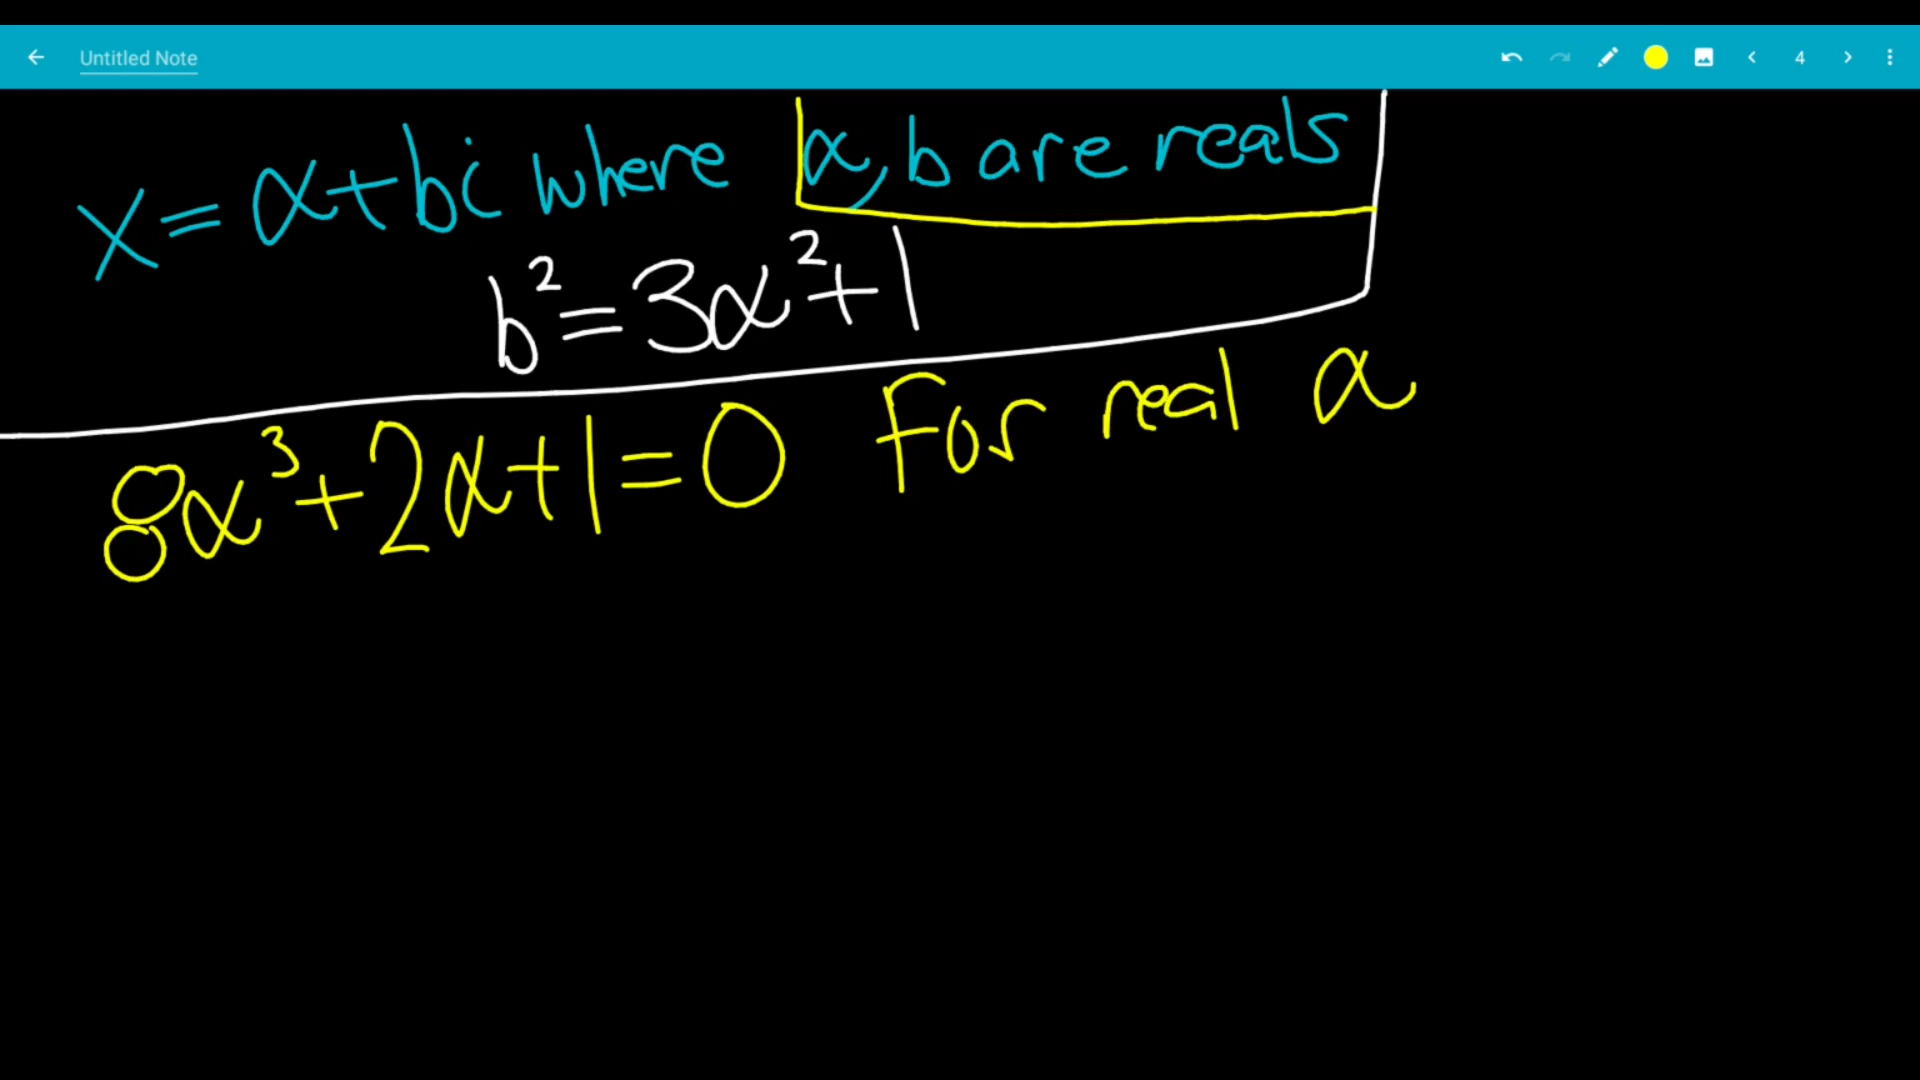 Untitled Note
4
x = α + bi where α, b are reals
b² = 3α² + 1
8α³ + 2α + 1 = 0 for real α